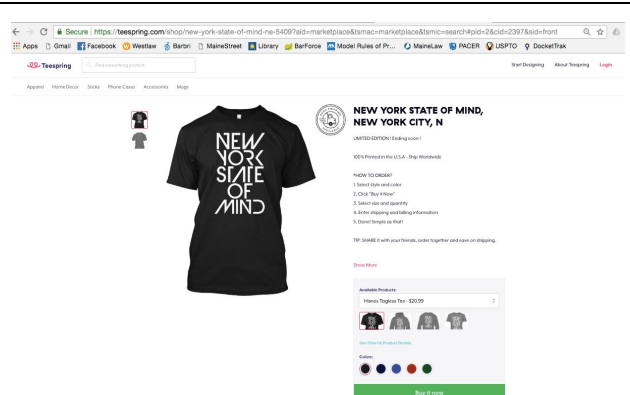 Secure https://teespring.com/shop/new-york-state-of-mind-ne-5409?aid=marketplace&tsmac=marketplace&tsmic=search#pid=2&cid=2397&sid=front
Apps Gmail Facebook Westlaw Barbri MaineStreet Library BarForce Model Rules of Pr... MaineLaw PACER USPTO DocketTrak
Teespring Start Designing About Teespring Login
Apparel Home Decor Socks Phone Cases Accessories Mugs
NEW YORK STATE OF MIND,
NEW YORK CITY, N
LIMITED EDITION ! Ending soon !
100% Printed in the U.S.A - Ship Worldwide
*HOW TO ORDER?
1. Select style and color
2. Click "Buy it Now"
3. Select size and quantity
4. Enter shipping and billing information
5. Done! Simple as that!
TIP: SHARE it with your friends, order together and save on shipping.
Show More
Available Products:
Hanes Tagless Tee - $20.99
Size Chart & Product Details
Colors:
Buy it now
NEW
YORK
STATE
OF
MIND